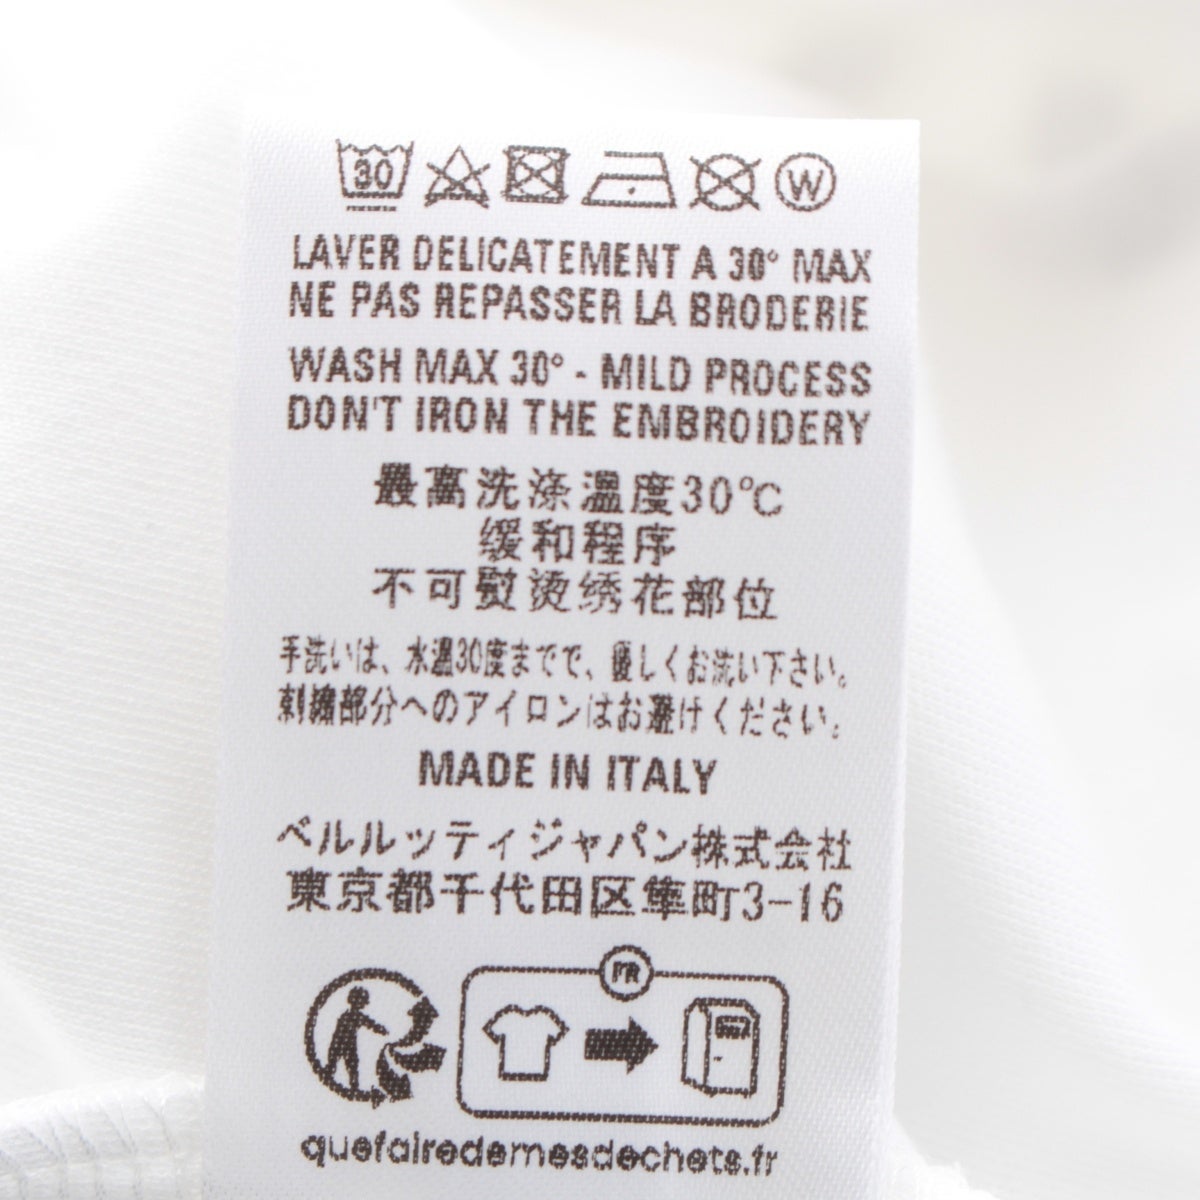 30
W
LAVER DELICATEMENT A 30° MAX
NE PAS REPASSER LA BRODERIE
WASH MAX 30° - MILD PROCESS
DON'T IRON THE EMBROIDERY
最高洗涤温度30℃
缓和程序
不可熨烫绣花部位
手洗いは、水温30度までで、優しくお洗い下さい。
刺繍部分へのアイロンはお避けください。
MADE IN ITALY
ベルルッティジャパン株式会社
東京都千代田区隼町3-16
FR
quefairedemesdechets.fr